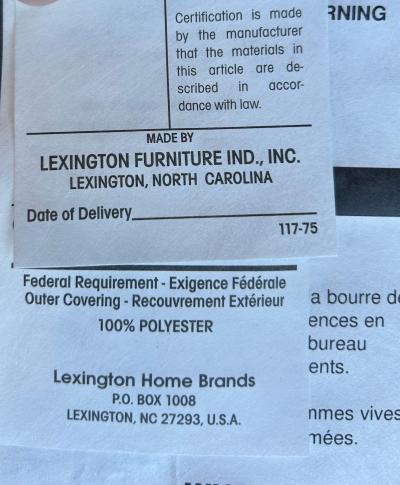 Certification is made
by the manufacturer
that the materials in
this article are de-
scribed in accor-
dance with law.
RNING
MADE BY
LEXINGTON FURNITURE IND., INC.
LEXINGTON, NORTH CAROLINA
Date of Delivery
117-75
Federal Requirement - Exigence Fédérale
Outer Covering - Recouvrement Extérieur
100% POLYESTER
Lexington Home Brands
P.O. BOX 1008
LEXINGTON, NC 27293, U.S.A.
a bourre de
ences en
bureau
ents.
mmes vives
mées.